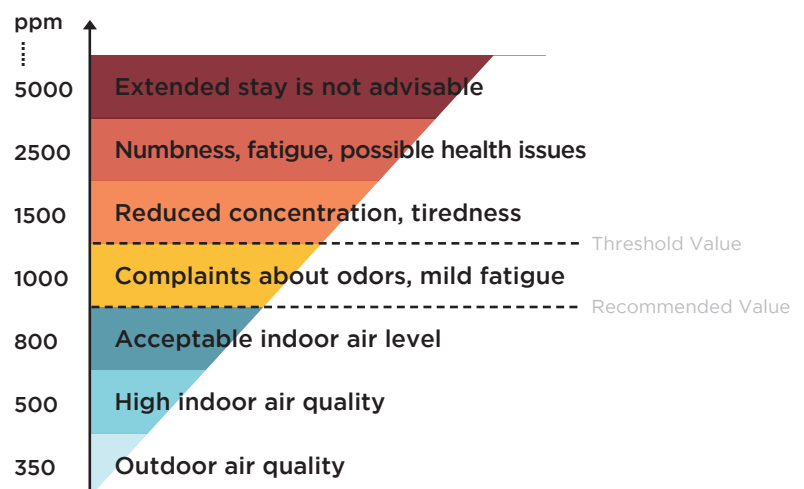 ppm
5000 Extended stay is not advisable
2500 Numbness, fatigue, possible health issues
1500 Reduced concentration, tiredness
Threshold Value
1000 Complaints about odors, mild fatigue
Recommended Value
800 Acceptable indoor air level
500 High indoor air quality
350 Outdoor air quality